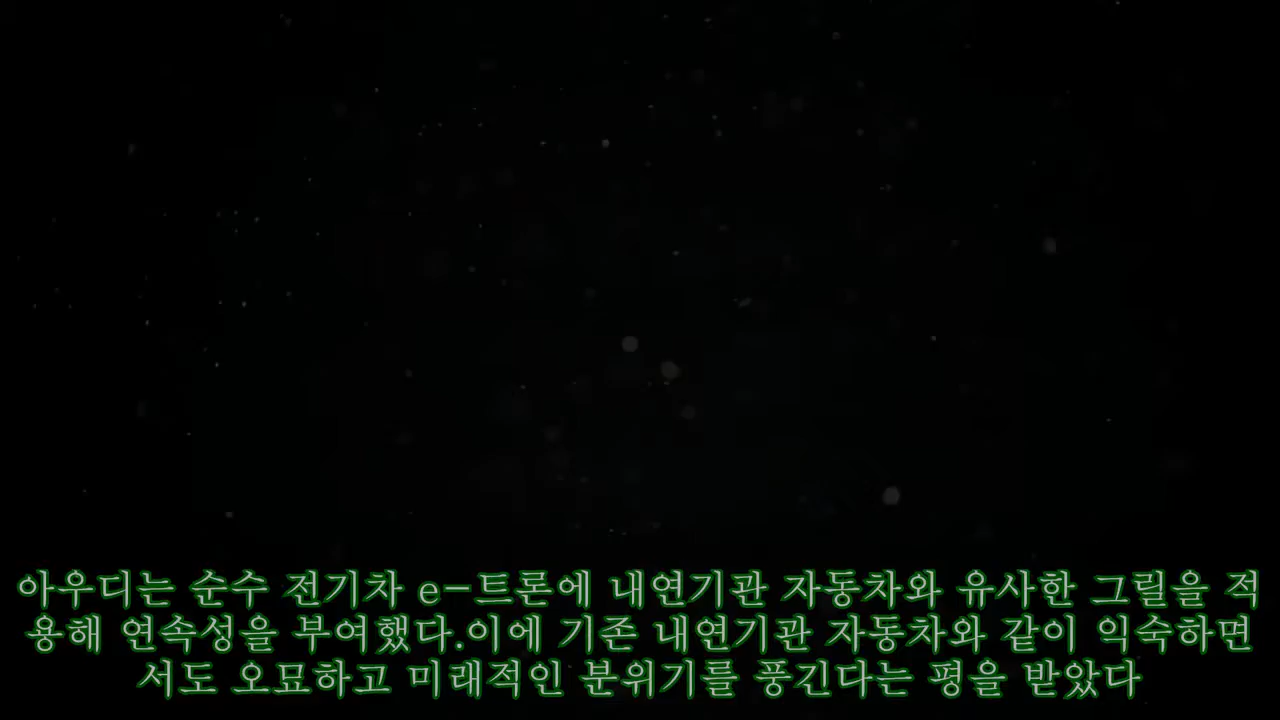 아우디는 순수 전기차 e-트론에 내연기관 자동차와 유사한 그릴을 적
용해 연속성을 부여했다.이에 기존 내연기관 자동차와 같이 익숙하면
서도 오묘하고 미래적인 분위기를 풍긴다는 평을 받았다